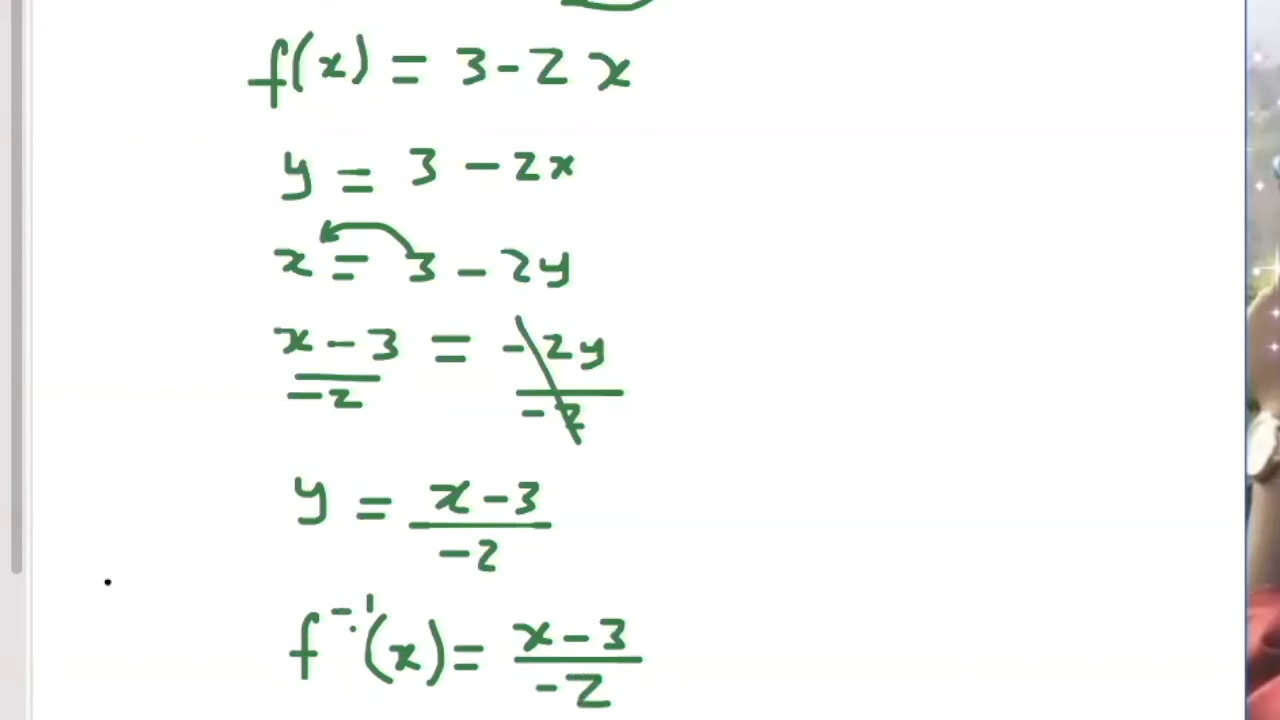 f(x) = 3 - 2x
y = 3 - 2x
x = 3 - 2y
x - 3 = -2y
-2 -2
y = x - 3
-2
f⁻¹(x) = x - 3
-2